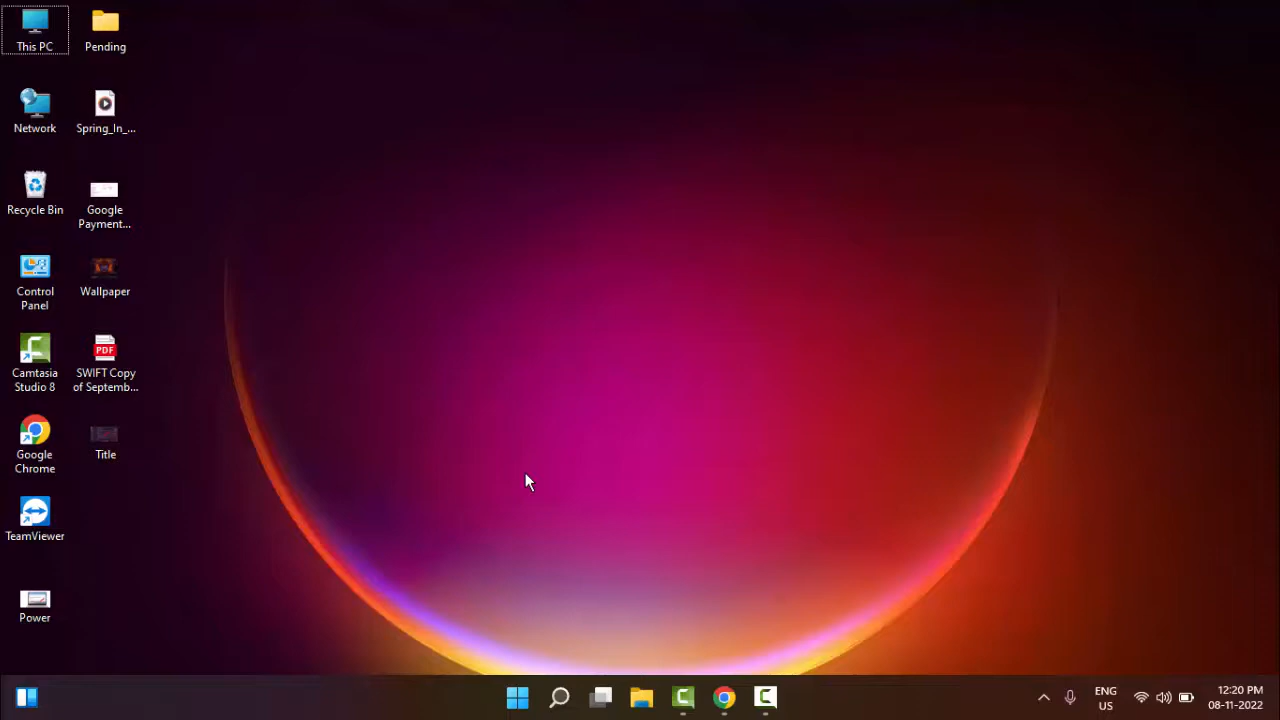 This PC
Pending
Network
Spring_In_...
Recycle Bin
Google
Payment...
Control
Panel
Wallpaper
Camtasia
Studio 8
PDF
SWIFT Copy
of Septemb...
Google
Chrome
Title
TeamViewer
Power
ENG
US
12:20 PM
08-11-2022